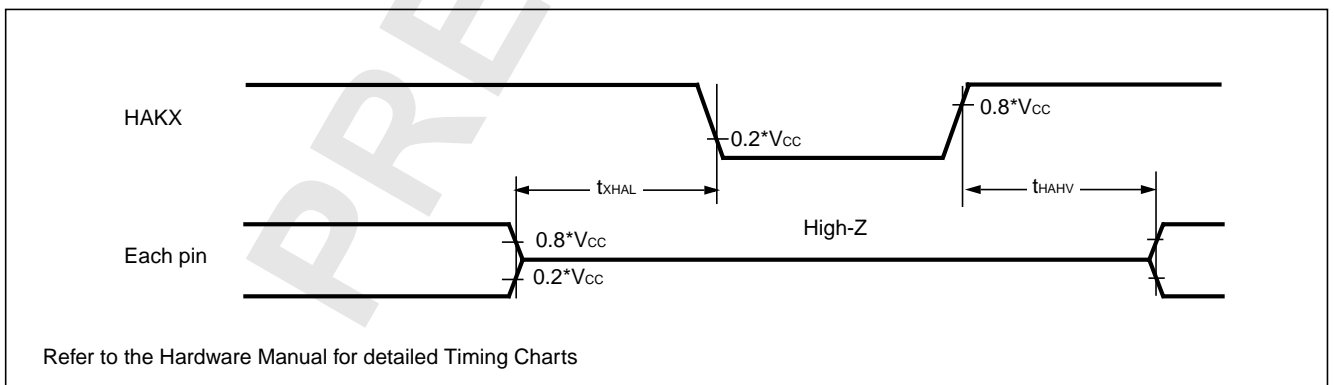 PRE
HAKX
0.8*VCC
0.2*VCC
tXHAL
tHAHV
High-Z
Each pin
0.8*VCC
0.2*VCC
Refer to the Hardware Manual for detailed Timing Charts